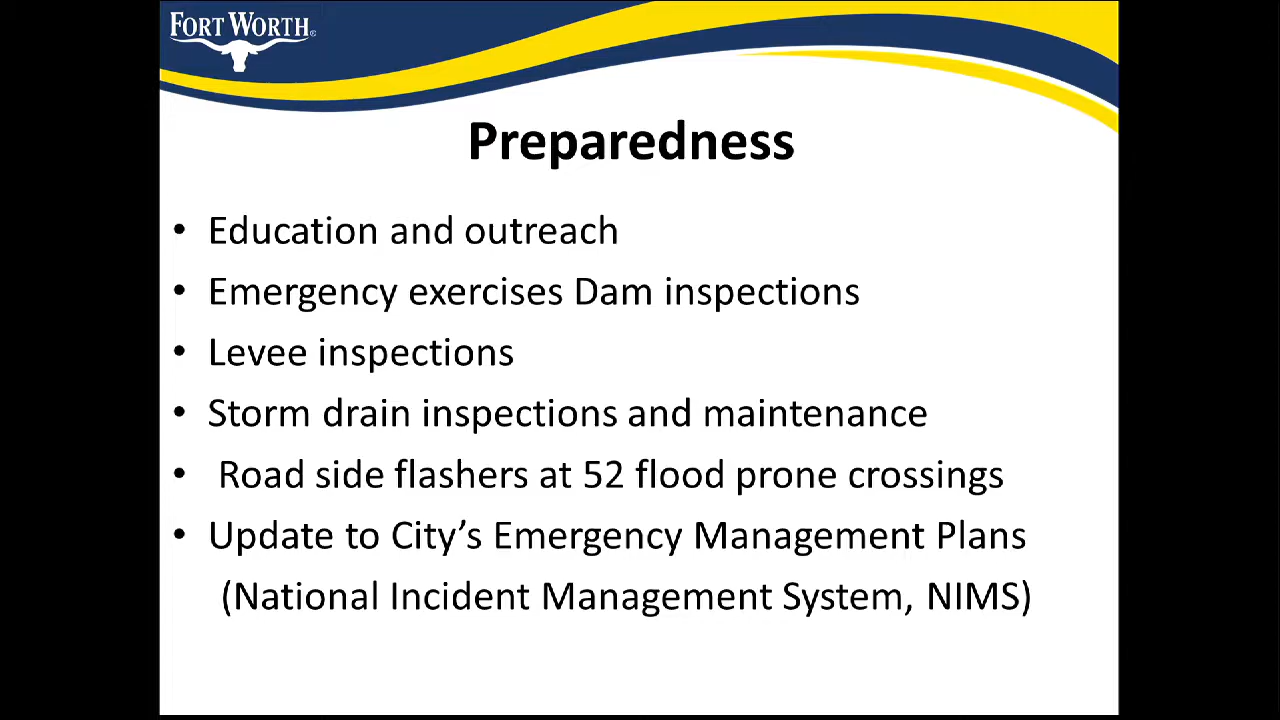 FORT WORTH®
Preparedness
• Education and outreach
• Emergency exercises Dam inspections
• Levee inspections
• Storm drain inspections and maintenance
• Road side flashers at 52 flood prone crossings
• Update to City’s Emergency Management Plans
(National Incident Management System, NIMS)